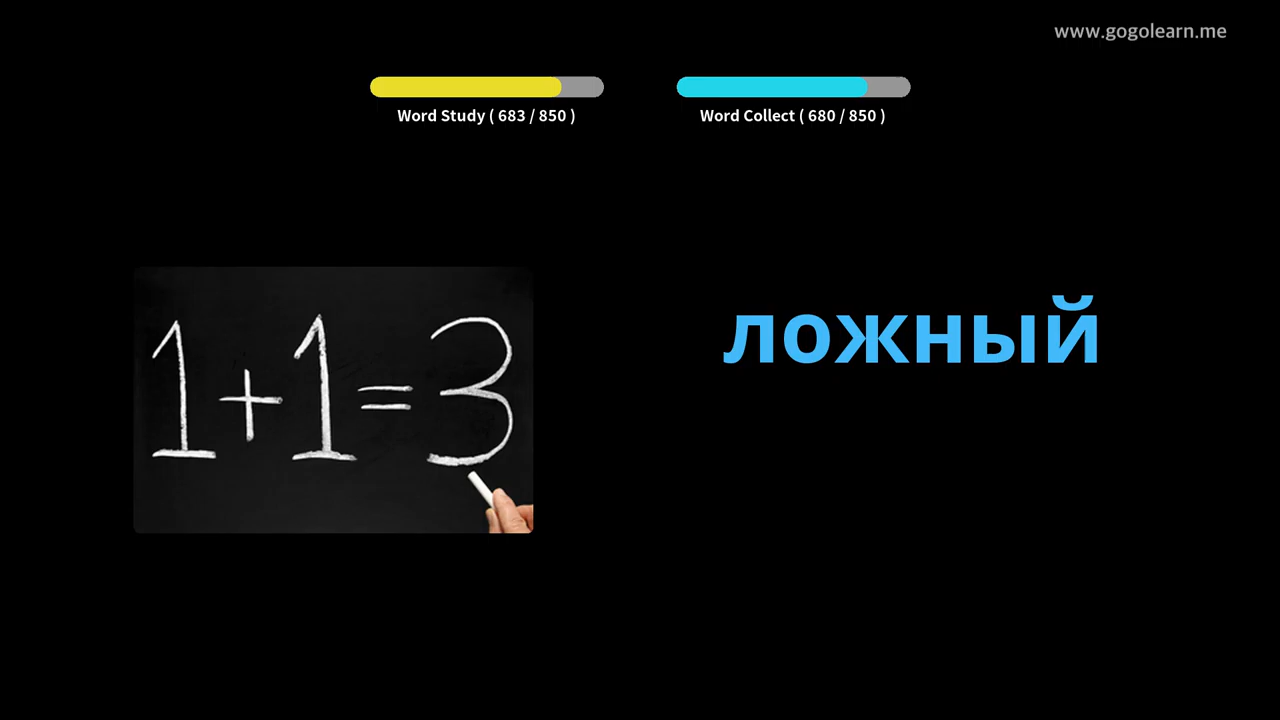 www.gogolearn.me
Word Study ( 683 / 850 )
Word Collect ( 680 / 850 )
1+1=3
ложный